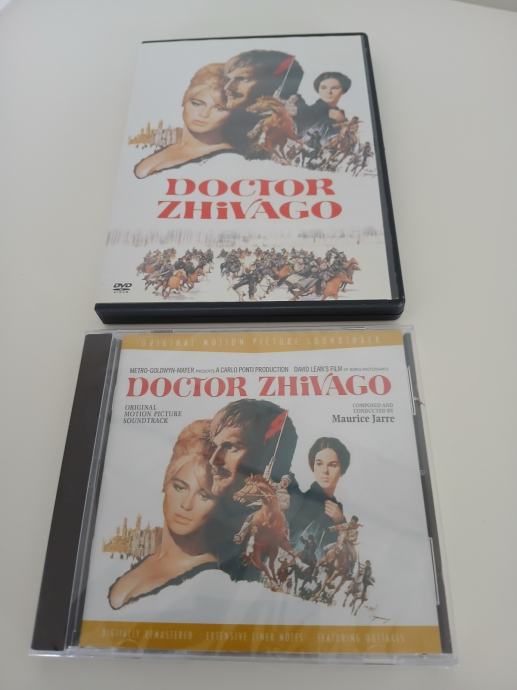 DOCTOR
ZHiVAGO
DVD
VIDEO
ORIGINAL MOTION PICTURE SOUNDTRACK
METRO-GOLDWYN-MAYER PRESENTS A CARLO PONTI PRODUCTION DAVID LEAN'S FILM OF BORIS PASTERNAK'S
DOCTOR ZHiVAGO
ORIGINAL
MOTION PICTURE
SOUNDTRACK
COMPOSED AND
CONDUCTED BY
Maurice Jarre
DIGITALLY REMASTERED EXTENSIVE LINER NOTES FEATURING OUTTAKES